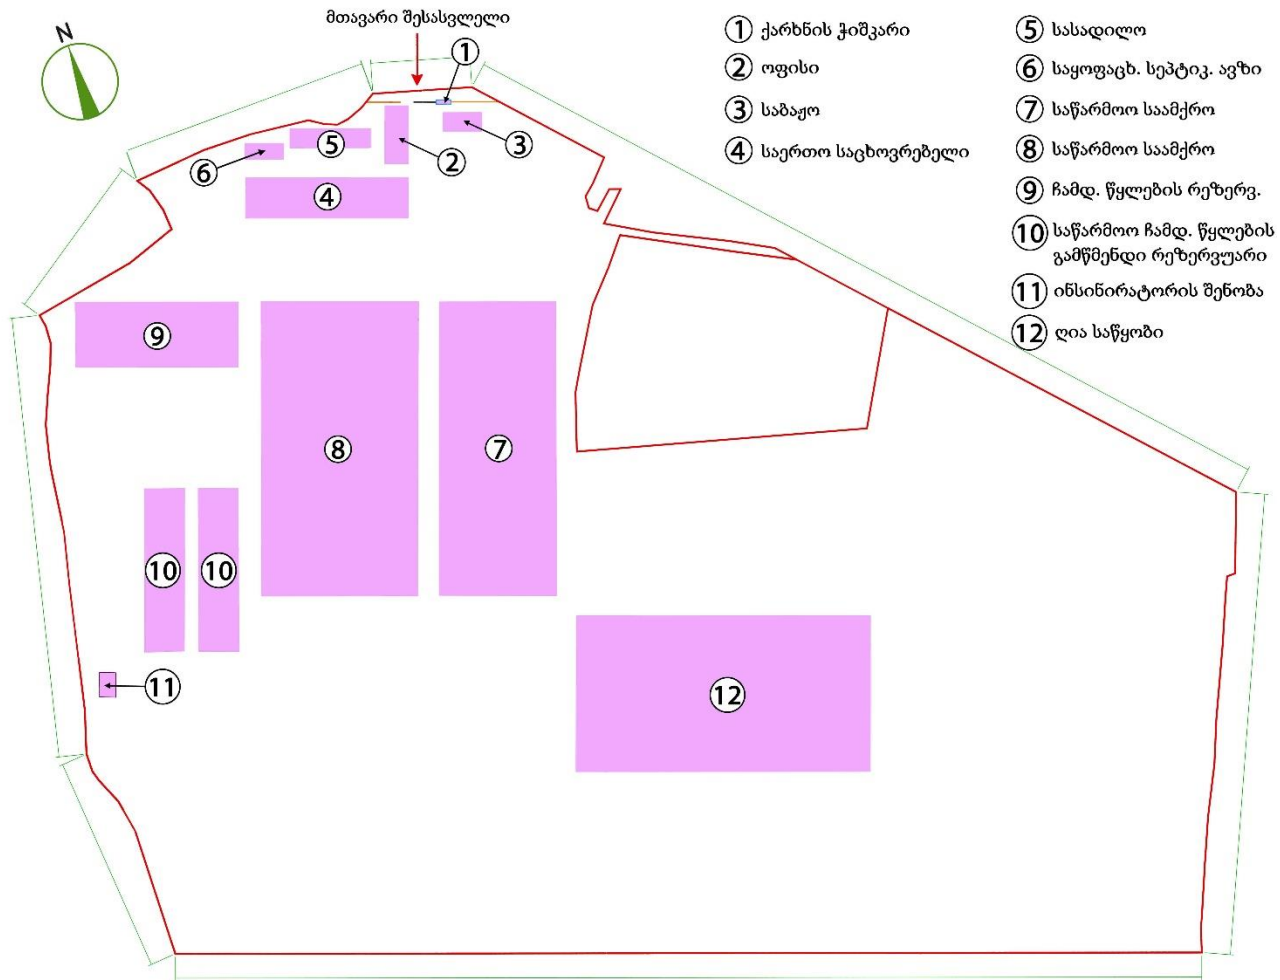 N
მთავარი შესასვლელი
1 ქარხნის ჭიშკარი
2 ოფისი
3 საბაჟო
4 საერთო საცხოვრებელი
5 სასადილო
6 საყოფაცხ. სეპტიკ. ავზი
7 საწარმოო საამქრო
8 საწარმოო საამქრო
9 ჩამდ. წყლების რეზერვ.
10 საწარმოო ჩამდ. წყლების
გამწმენდი რეზერვუარი
11 ინსინირატორის შენობა
12 ღია საწყობი
1
5
2
3
6
4
9
8
7
10
10
11
12